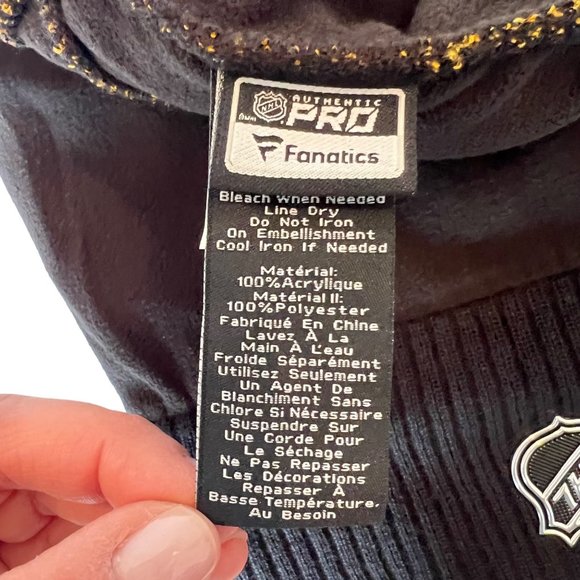 NHL
AUTHENTIC
PRO
Fanatics
Bleach When Needed
Line Dry
Do Not Iron
On Embellishment
Cool Iron If Needed
Matérial:
100%Acrylique
Matérial II:
100%Polyester
Fabriqué En Chine
Lavez À La
Main À L'eau
Froide Séparément
Utilisez Seulement
Un Agent De
Blanchiment Sans
Chlore Si Nécessaire
Suspendre Sur
Une Corde Pour
Le Séchage
Ne Pas Repasser
Les Décorations
Repasser À
Basse Température.
Au Besoin